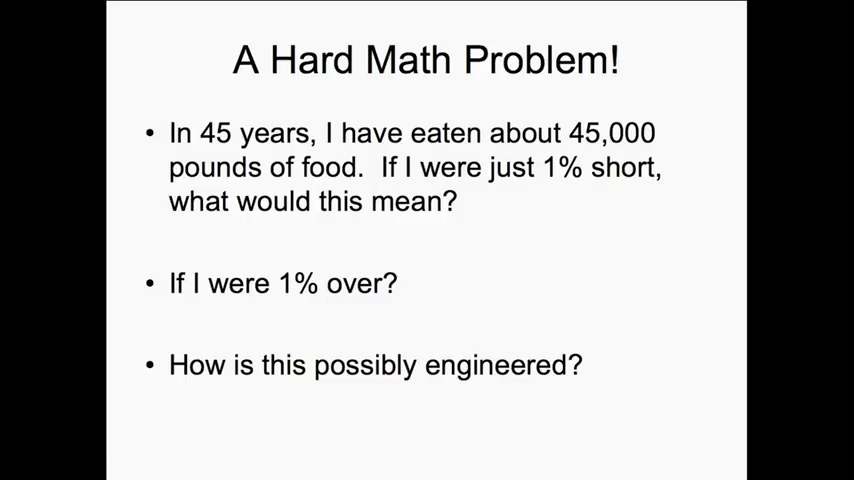 A Hard Math Problem!
• In 45 years, I have eaten about 45,000
pounds of food.  If I were just 1% short,
what would this mean?
• If I were 1% over?
• How is this possibly engineered?